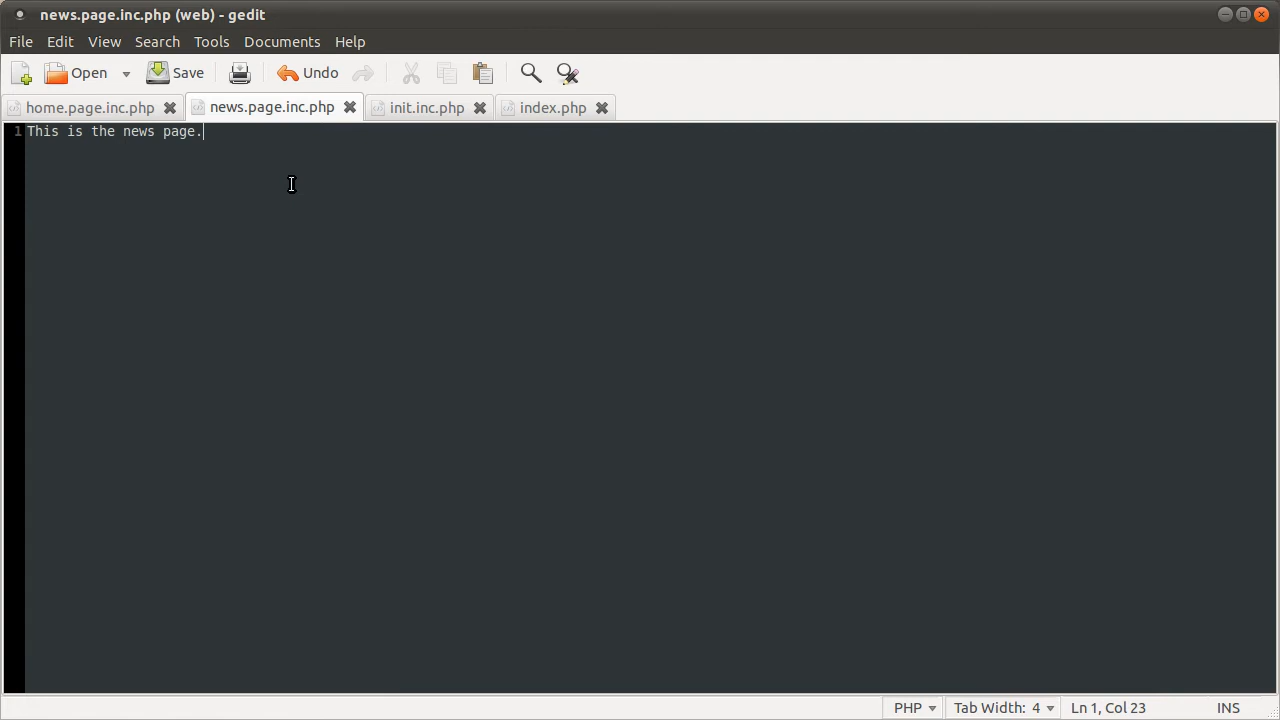 news.page.inc.php (web) - gedit
File Edit View Search Tools Documents Help
Open Save Undo
home.page.inc.php news.page.inc.php init.inc.php index.php
1 This is the news page.
PHP Tab Width: 4 Ln 1, Col 23 INS